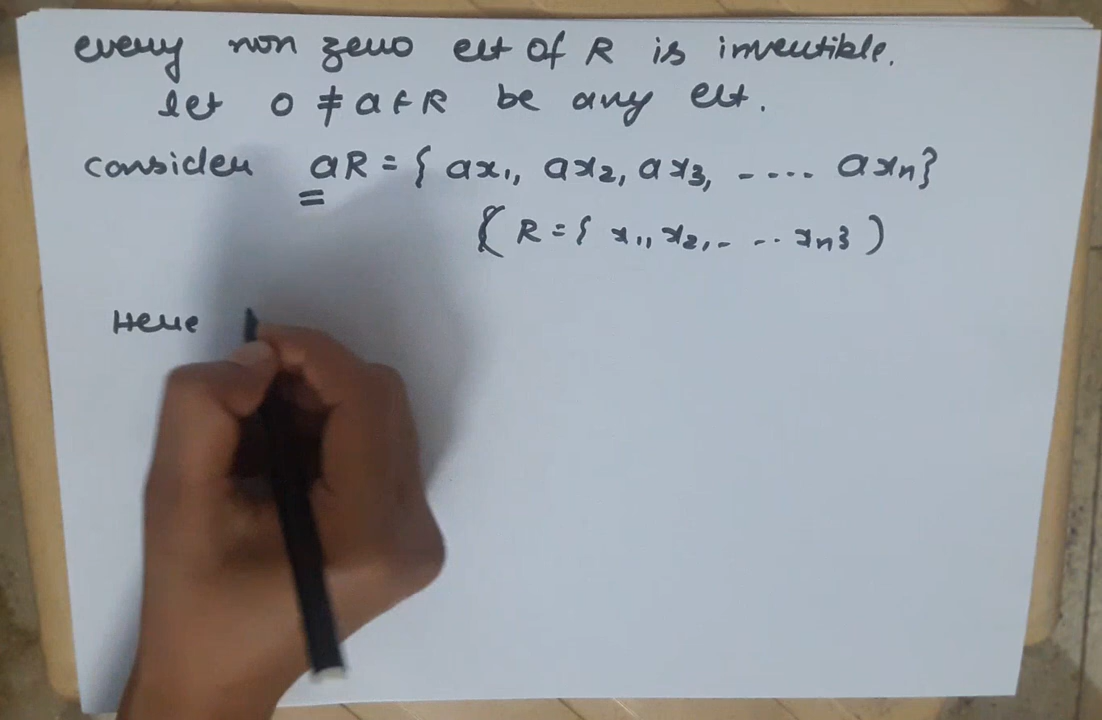 every non zero elt of R is invertible.
let 0 ≠ a ∈ R be any elt.
consider aR = { ax₁, ax₂, ax₃, ---- axₙ}
( R = { x₁, x₂, - -- xₙ} )
Here